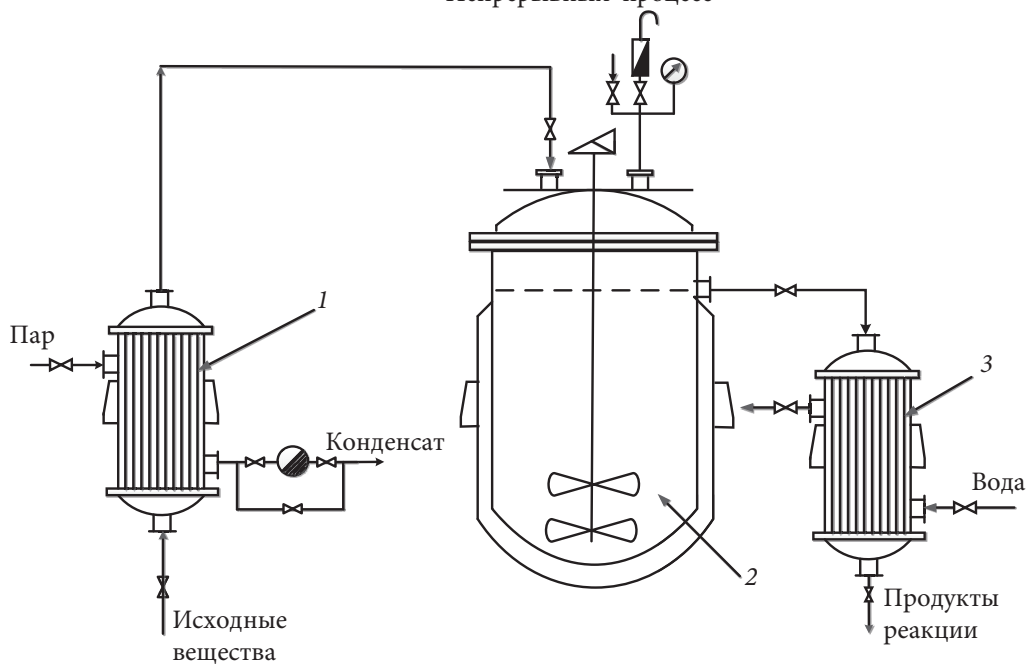 Непрерывный процесс
1
Пар
3
Конденсат
Вода
2
Продукты
реакции
Исходные
вещества